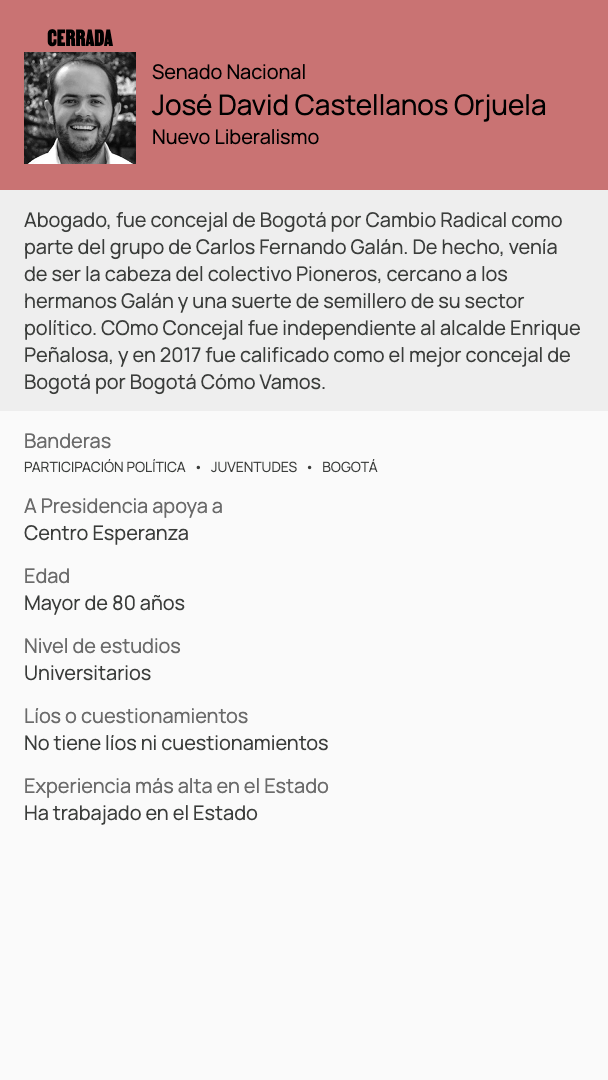 CERRADA
Senado Nacional
José David Castellanos Orjuela
Nuevo Liberalismo
Abogado, fue concejal de Bogotá por Cambio Radical como
parte del grupo de Carlos Fernando Galán. De hecho, venía
de ser la cabeza del colectivo Pioneros, cercano a los
hermanos Galán y una suerte de semillero de su sector
político. COmo Concejal fue independiente al alcalde Enrique
Peñalosa, y en 2017 fue calificado como el mejor concejal de
Bogotá por Bogotá Cómo Vamos.
Banderas
PARTICIPACIÓN POLÍTICA • JUVENTUDES • BOGOTÁ
A Presidencia apoya a
Centro Esperanza
Edad
Mayor de 80 años
Nivel de estudios
Universitarios
Líos o cuestionamientos
No tiene líos ni cuestionamientos
Experiencia más alta en el Estado
Ha trabajado en el Estado